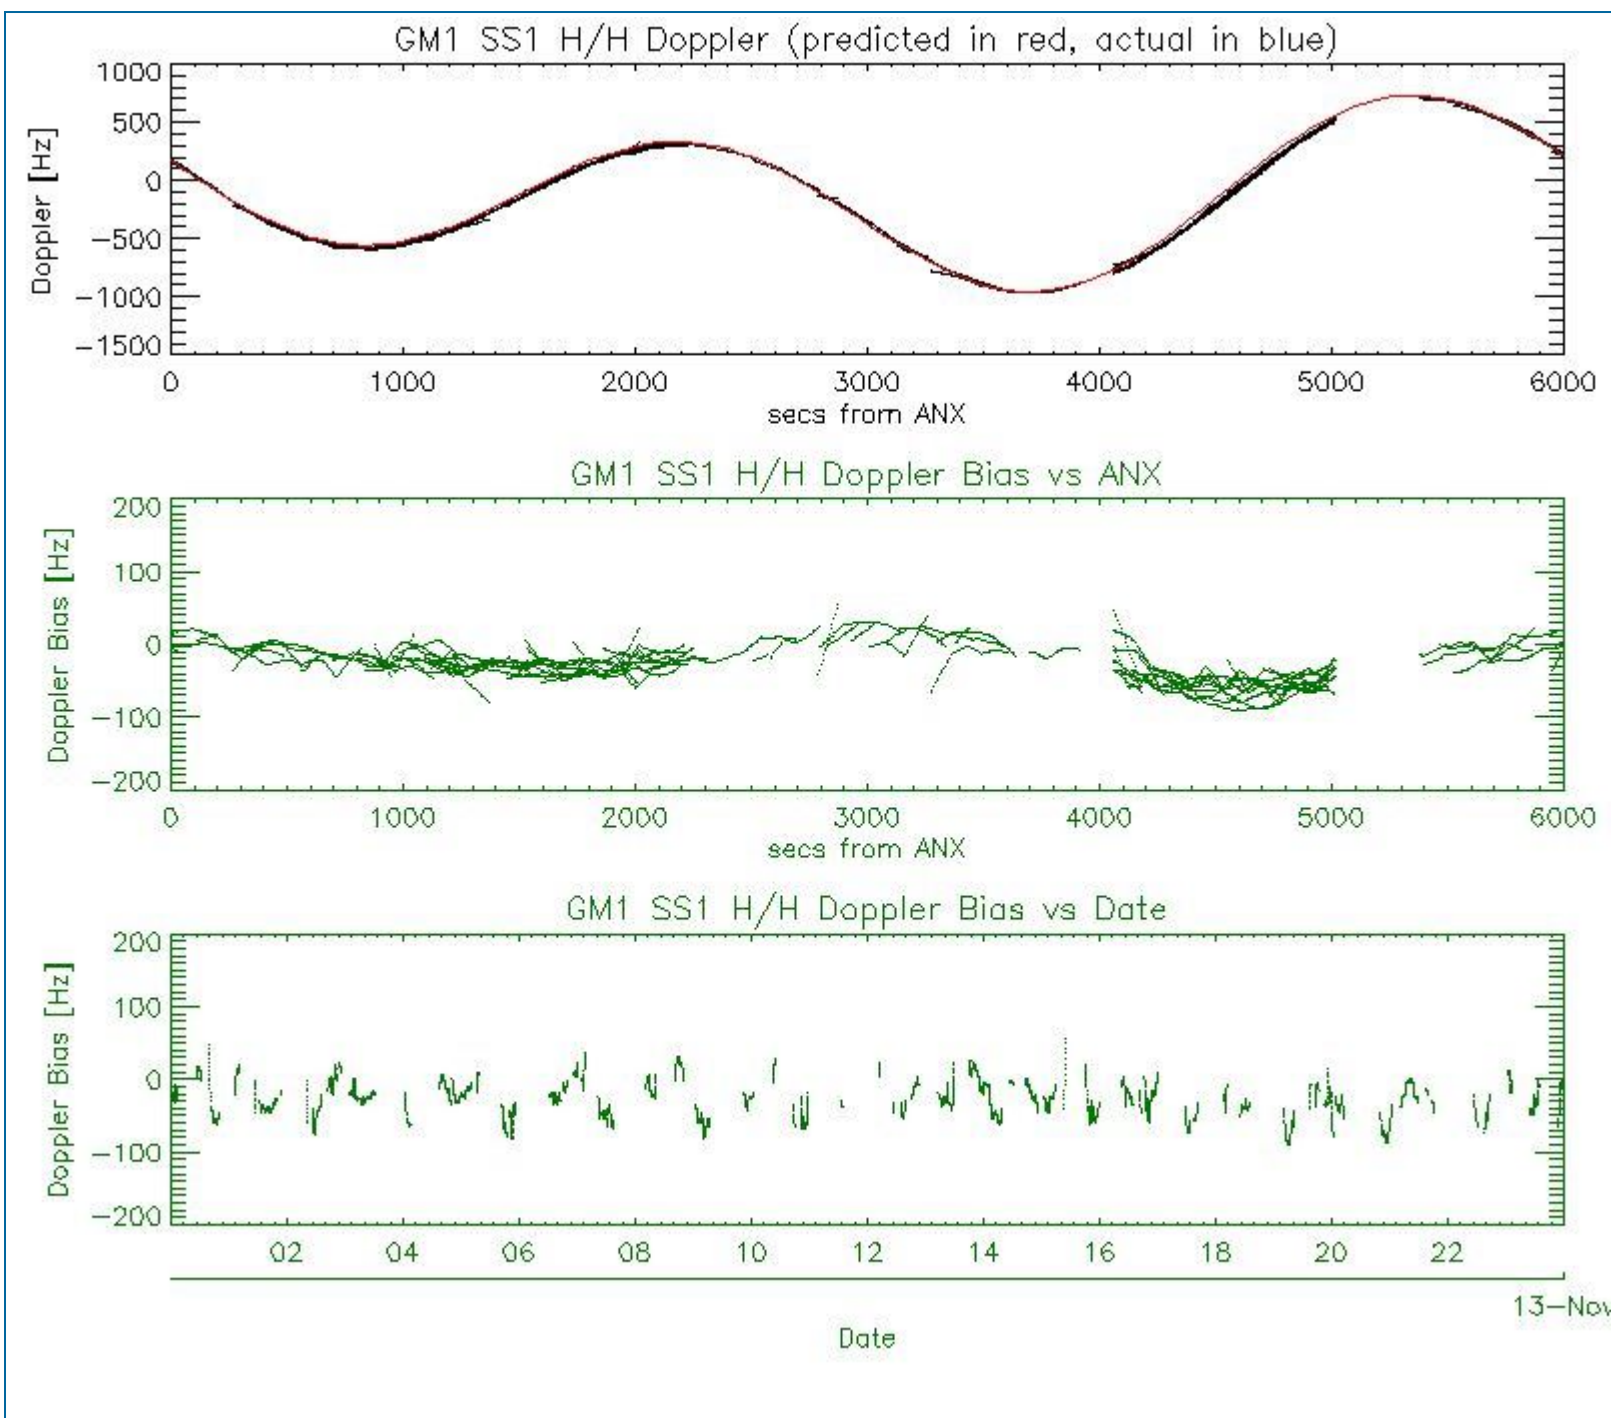 GM1 SS1 H/H Doppler (predicted in red, actual in blue)
1000
500
0
−500
−1000
−1500
Doppler [Hz]
0 1000 2000 3000 4000 5000 6000
secs from ANX
GM1 SS1 H/H Doppler Bias vs ANX
200
100
0
−100
−200
Doppler Bias [Hz]
0 1000 2000 3000 4000 5000 6000
secs from ANX
GM1 SS1 H/H Doppler Bias vs Date
200
100
0
−100
−200
Doppler Bias [Hz]
02 04 06 08 10 12 14 16 18 20 22
13−Nov
Date